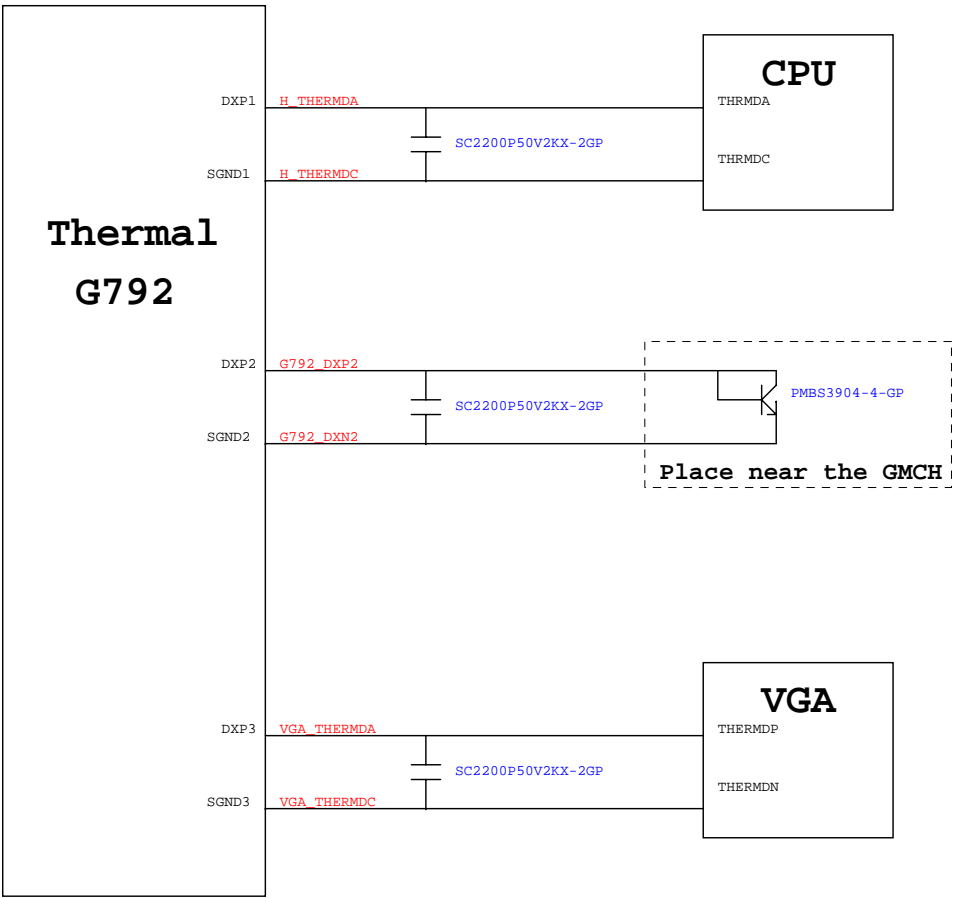 CPU
DXP1 H_THERMDA THRMDA
SC2200P50V2KX-2GP
THRMDC
SGND1 H_THERMDC
Thermal
G792
DXP2 G792_DXP2
PMBS3904-4-GP
SC2200P50V2KX-2GP
SGND2 G792_DXN2
Place near the GMCH
VGA
DXP3 VGA_THERMDA THERMDP
SC2200P50V2KX-2GP
THERMDN
SGND3 VGA_THERMDC